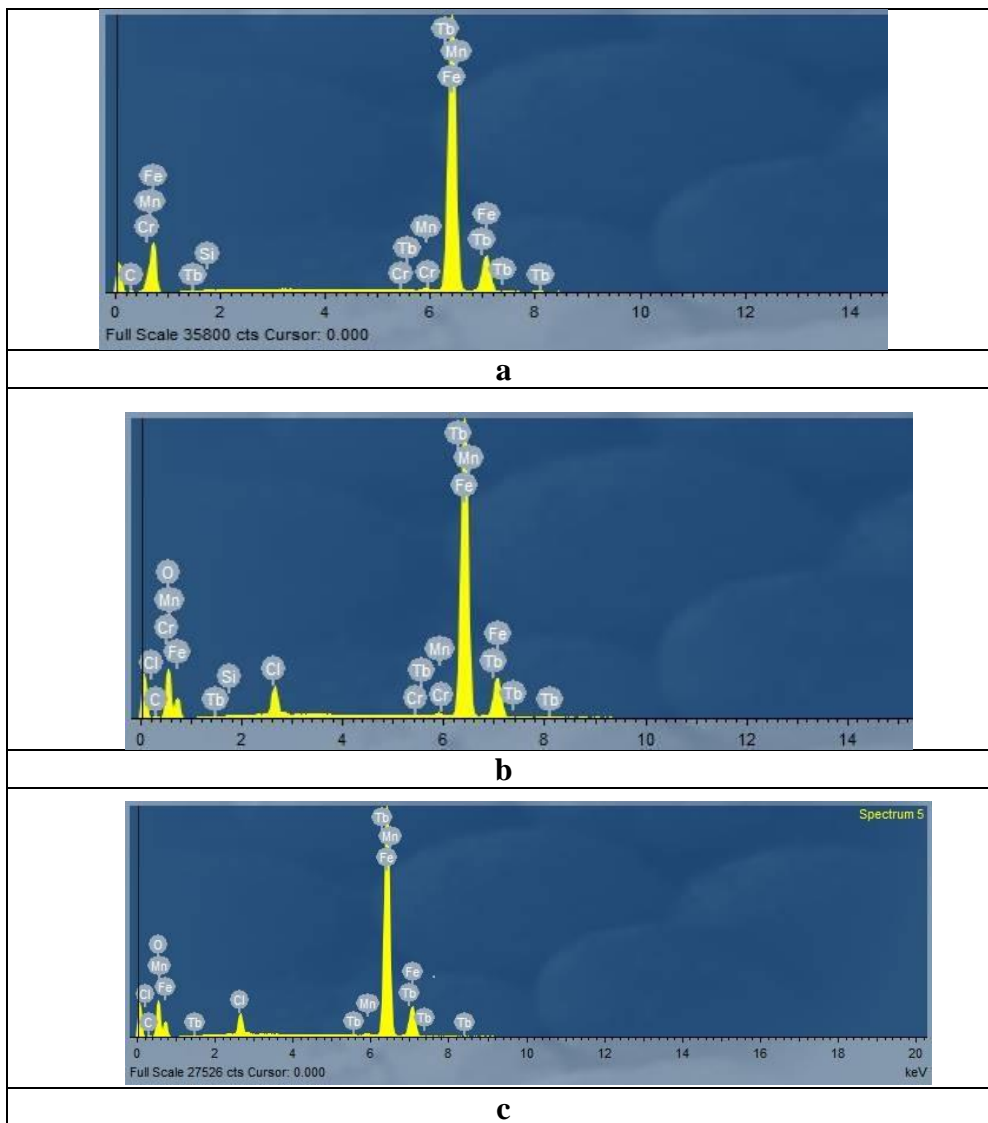 Tb
Mn
Fe
Fe
Mn
Cr
Fe
Mn
Si
Tb
Tb
C
Tb
Cr
Cr
Tb
Tb
0 2 4 6 8 10 12 14
Full Scale 35800 cts Cursor: 0.000
a
Tb
Mn
Fe
O
Mn
Cr
Fe
Fe
Mn
Cl
Si
Cl
Tb
Tb
C
Tb
Cr
Cr
Tb
Tb
0 2 4 6 8 10 12 14
b
Spectrum 5
Tb
Mn
Fe
O
Mn
Fe
Fe
Cl
Cl
Mn
Tb
C
Tb
Tb
Tb
Tb
0 2 4 6 8 10 12 14 16 18 20
Full Scale 27526 cts Cursor: 0.000 keV
c